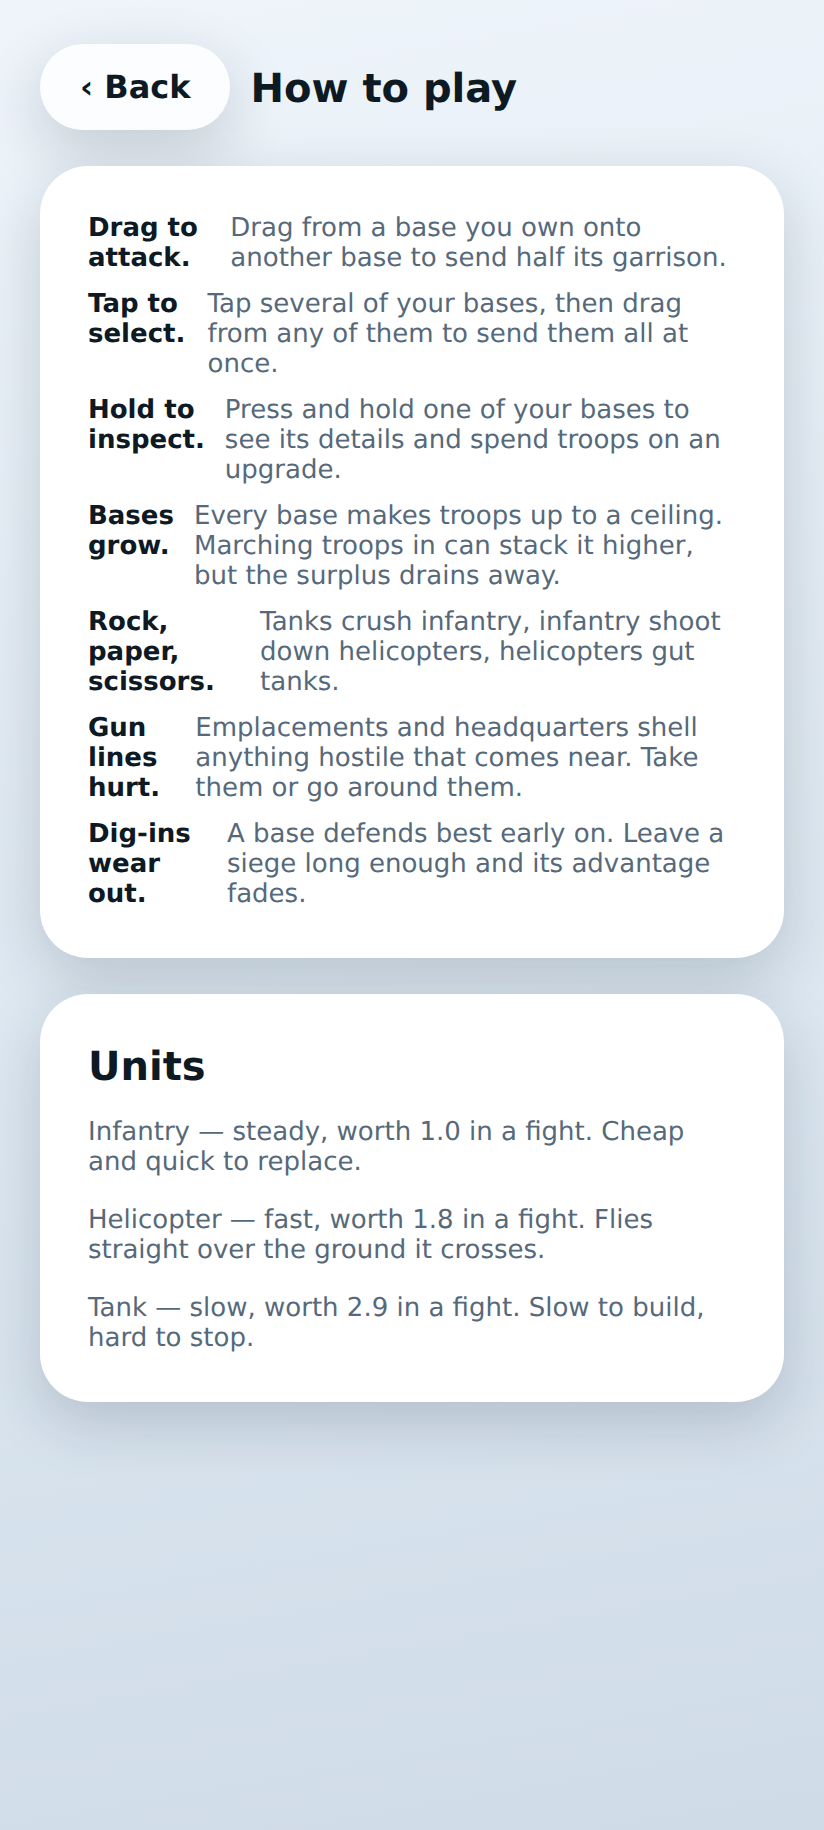 ‹ Back
How to play
Drag to
attack.
Drag from a base you own onto
another base to send half its garrison.
Tap to
select.
Tap several of your bases, then drag
from any of them to send them all at
once.
Hold to
inspect.
Press and hold one of your bases to
see its details and spend troops on an
upgrade.
Bases
grow.
Every base makes troops up to a ceiling.
Marching troops in can stack it higher,
but the surplus drains away.
Rock,
paper,
scissors.
Tanks crush infantry, infantry shoot
down helicopters, helicopters gut
tanks.
Gun
lines
hurt.
Emplacements and headquarters shell
anything hostile that comes near. Take
them or go around them.
Dig-ins
wear
out.
A base defends best early on. Leave a
siege long enough and its advantage
fades.
Units
Infantry — steady, worth 1.0 in a fight. Cheap
and quick to replace.
Helicopter — fast, worth 1.8 in a fight. Flies
straight over the ground it crosses.
Tank — slow, worth 2.9 in a fight. Slow to build,
hard to stop.